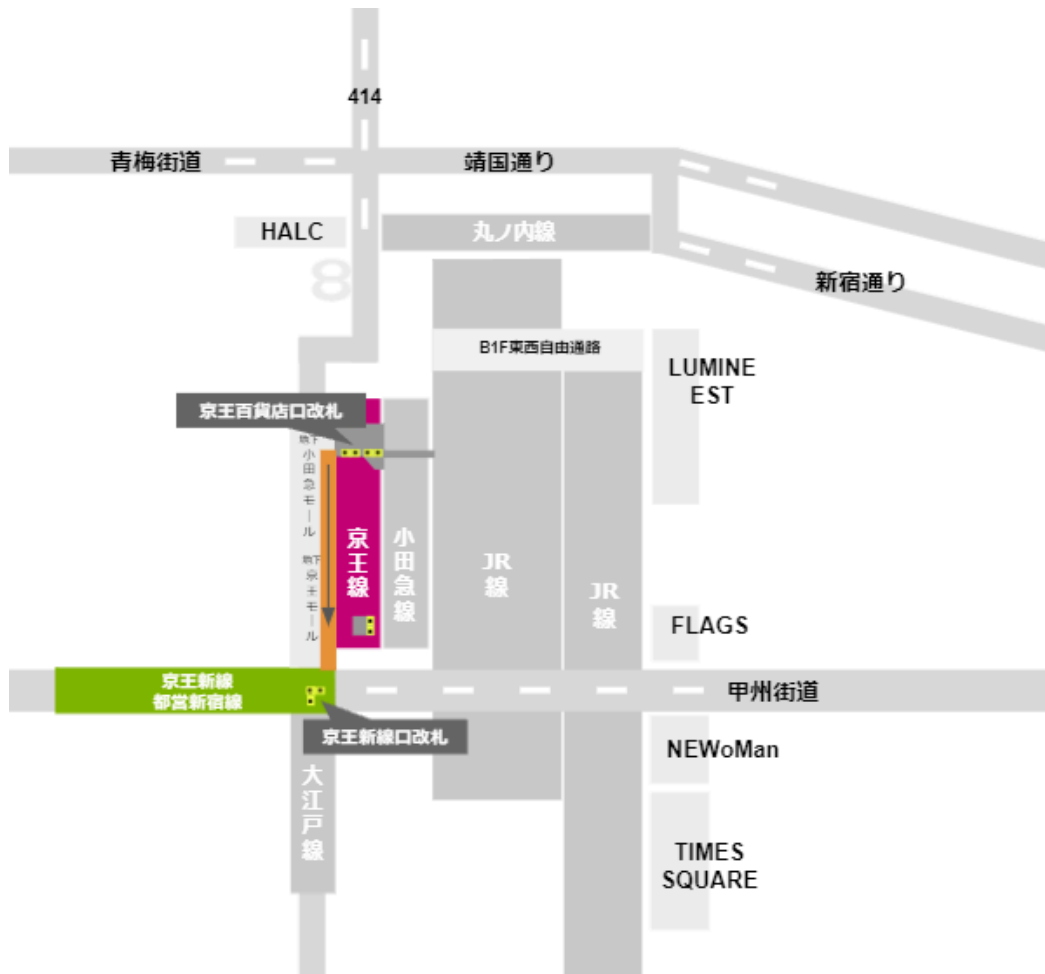 414
青梅街道
靖国通り
HALC
丸ノ内線
新宿通り
8
B1F東西自由通路
LUMINE
EST
京王百貨店口改札
地下
小田急モール
京王線
小田急線
JR
線
JR
線
地下
京王モール
FLAGS
京王新線
都営新宿線
甲州街道
京王新線口改札
NEWoMan
大江戸線
TIMES
SQUARE